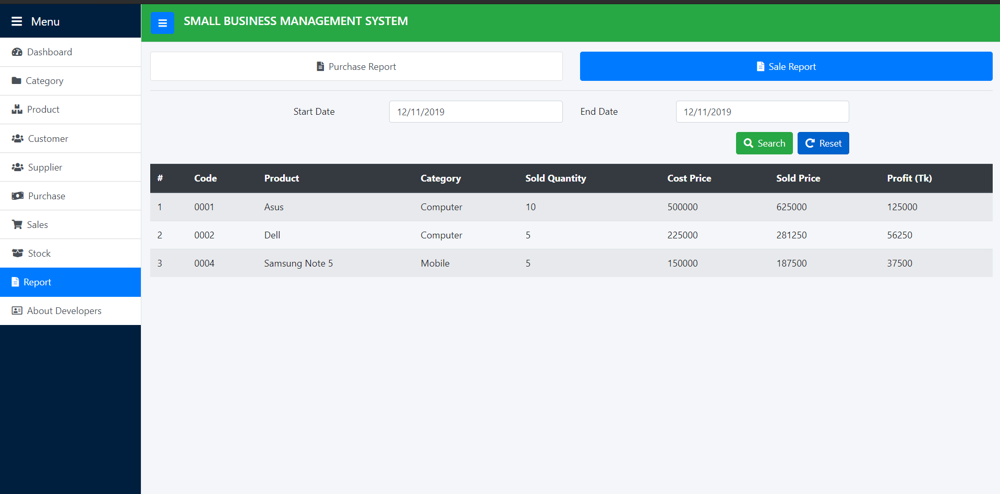 Menu
SMALL BUSINESS MANAGEMENT SYSTEM
Dashboard
Category
Product
Customer
Supplier
Purchase
Sales
Stock
Report
About Developers
Purchase Report
Sale Report
Start Date 12/11/2019 End Date 12/11/2019
Search Reset
# Code Product Category Sold Quantity Cost Price Sold Price Profit (Tk)
1 0001 Asus Computer 10 500000 625000 125000
2 0002 Dell Computer 5 225000 281250 56250
3 0004 Samsung Note 5 Mobile 5 150000 187500 37500